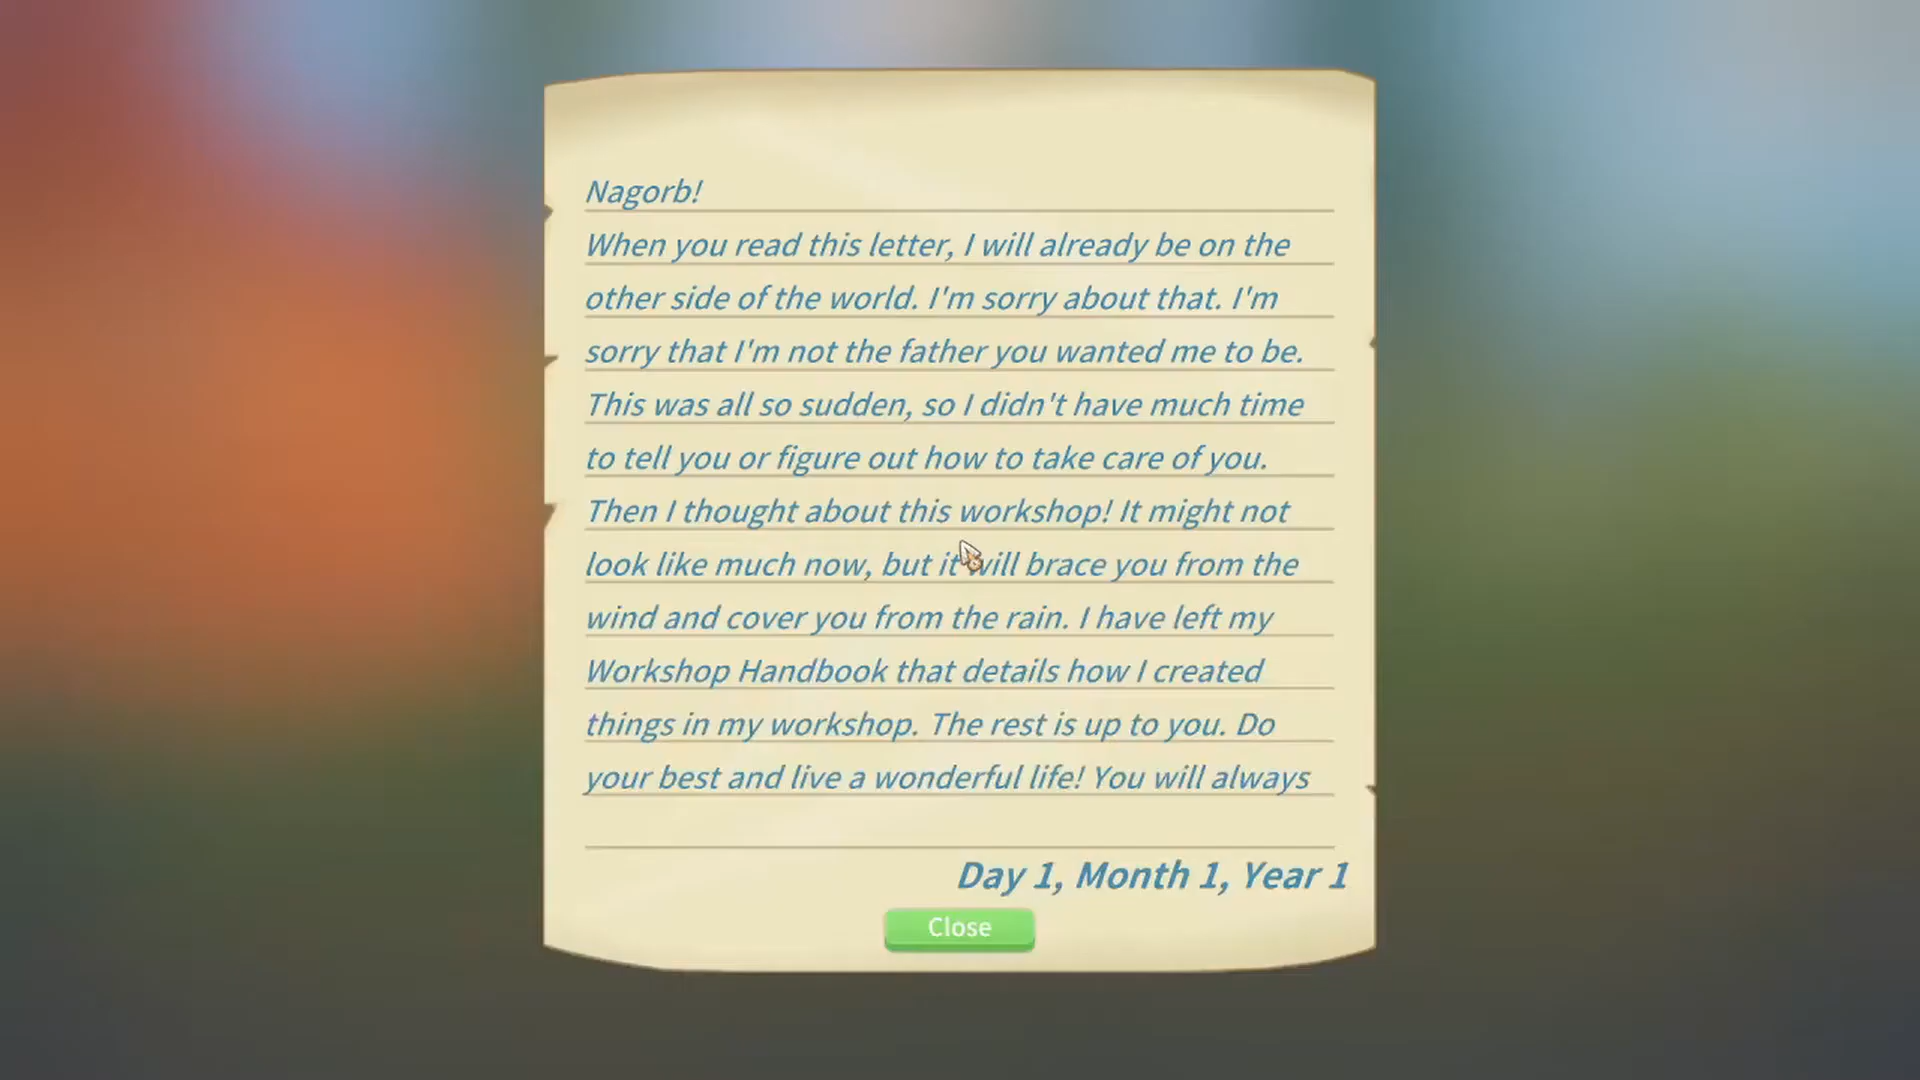 Nagorb!
When you read this letter, I will already be on the
other side of the world. I'm sorry about that. I'm
sorry that I'm not the father you wanted me to be.
This was all so sudden, so I didn't have much time
to tell you or figure out how to take care of you.
Then I thought about this workshop! It might not
look like much now, but it will brace you from the
wind and cover you from the rain. I have left my
Workshop Handbook that details how I created
things in my workshop. The rest is up to you. Do
your best and live a wonderful life! You will always
Day 1, Month 1, Year 1
Close